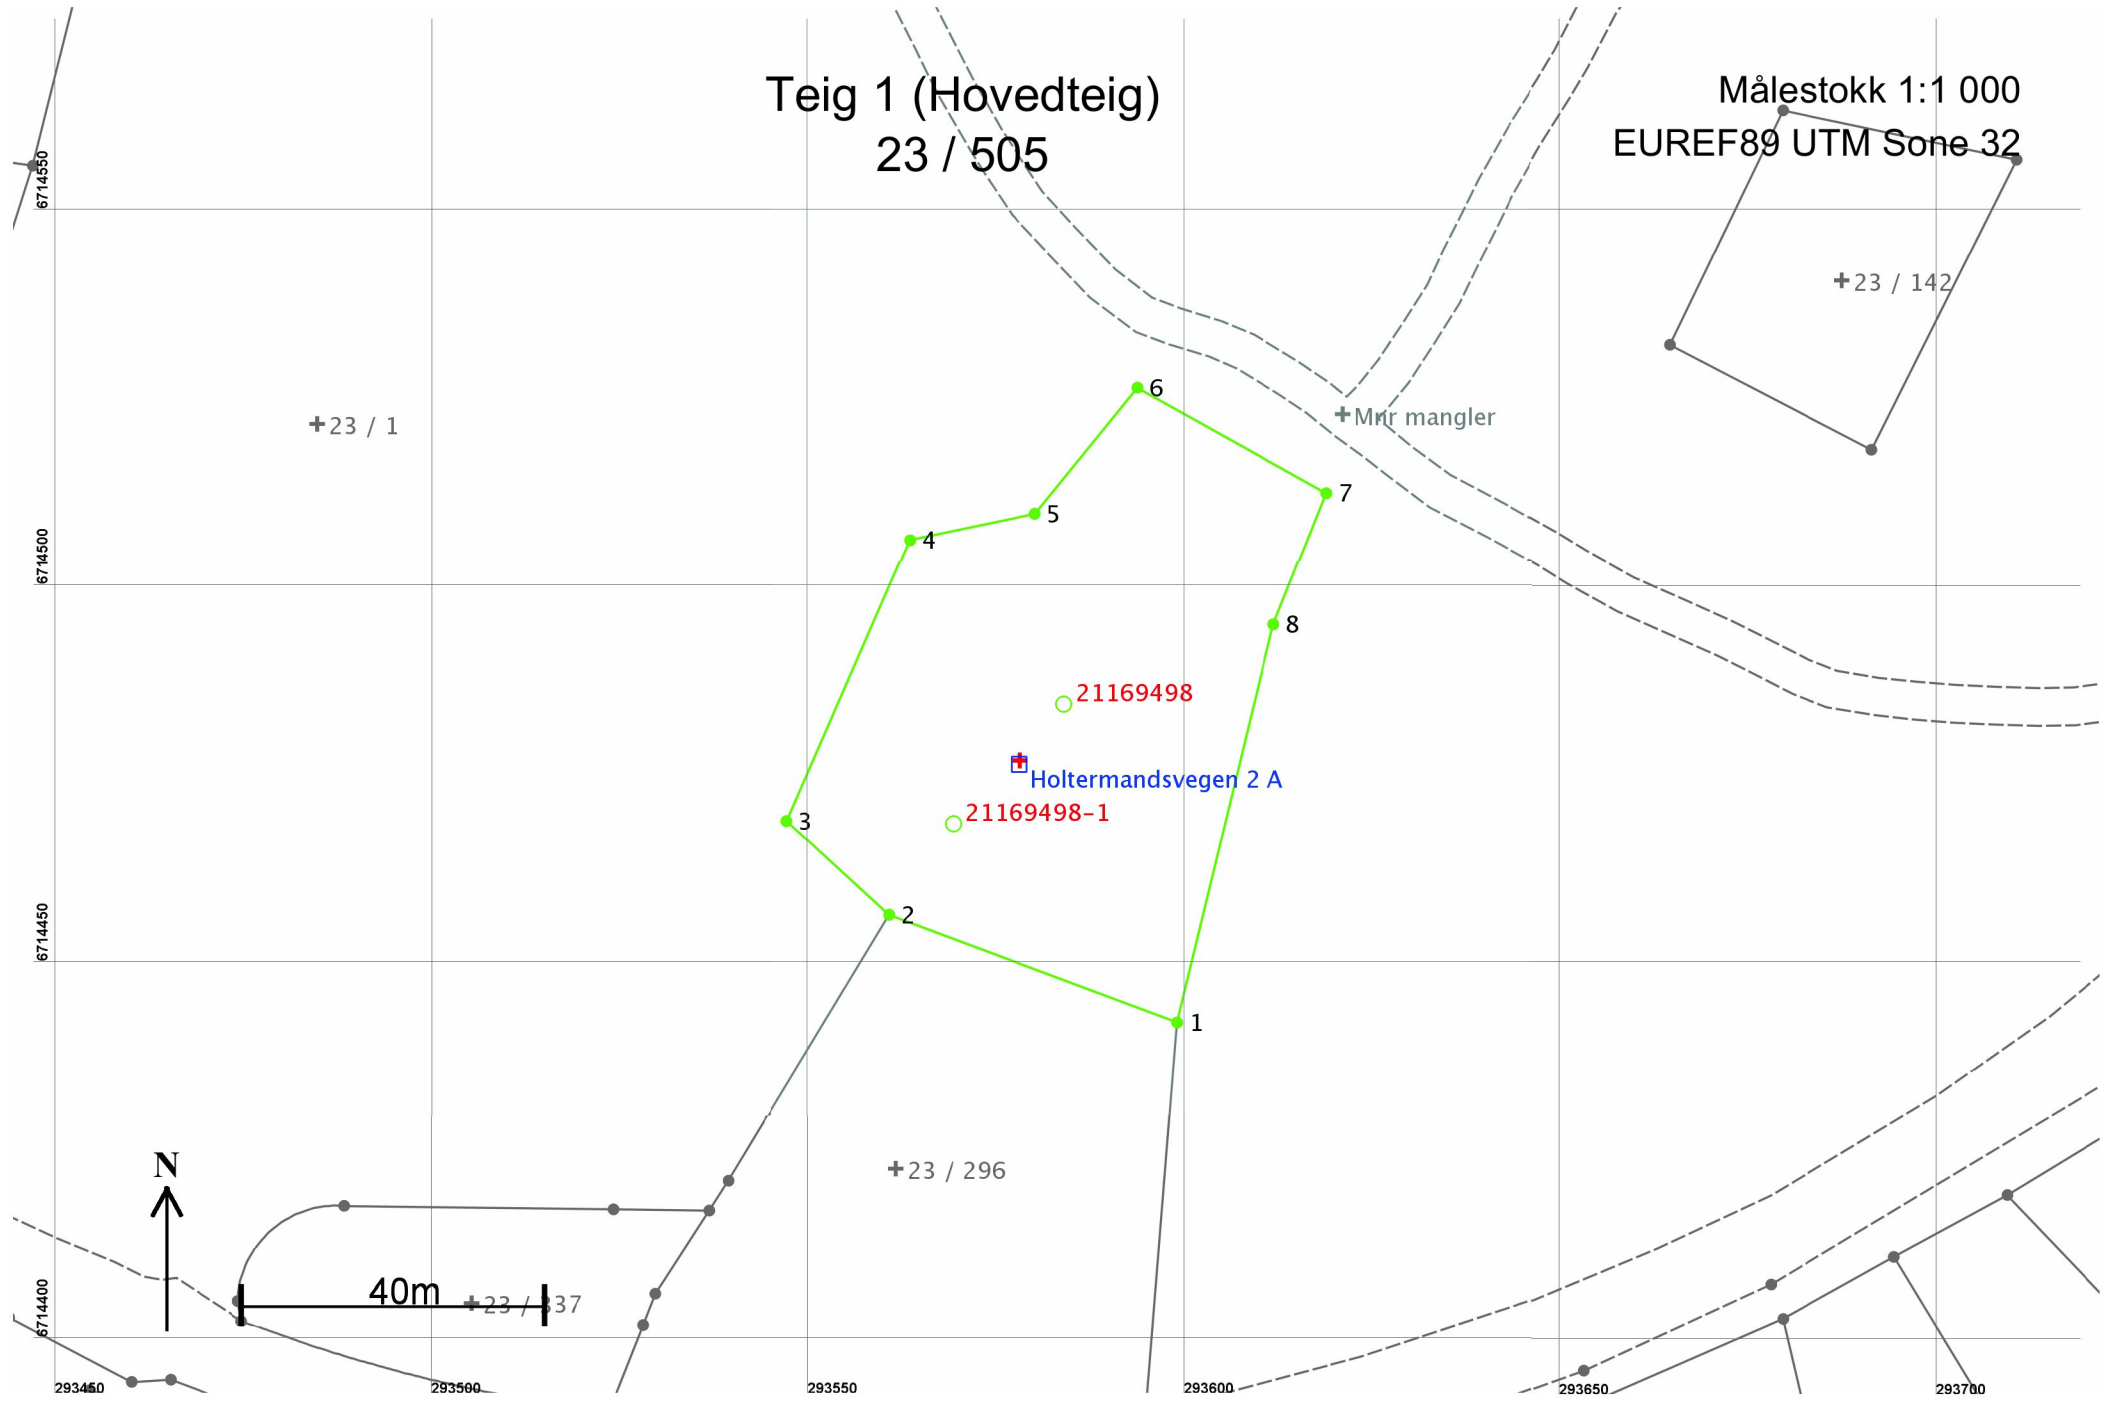 Teig 1 (Hovedteig)
23 / 505
Målestokk 1:1 000
EUREF89 UTM Sone 32
6714550
23 / 142
6
Mnr mangler
23 / 1
7
5
4
6714500
8
21169498
Holtermandsvegen 2 A
21169498-1
3
2
6714450
1
N
23 / 296
40m
23 / 337
6714400
293450
293500
293550
293600
293650
293700